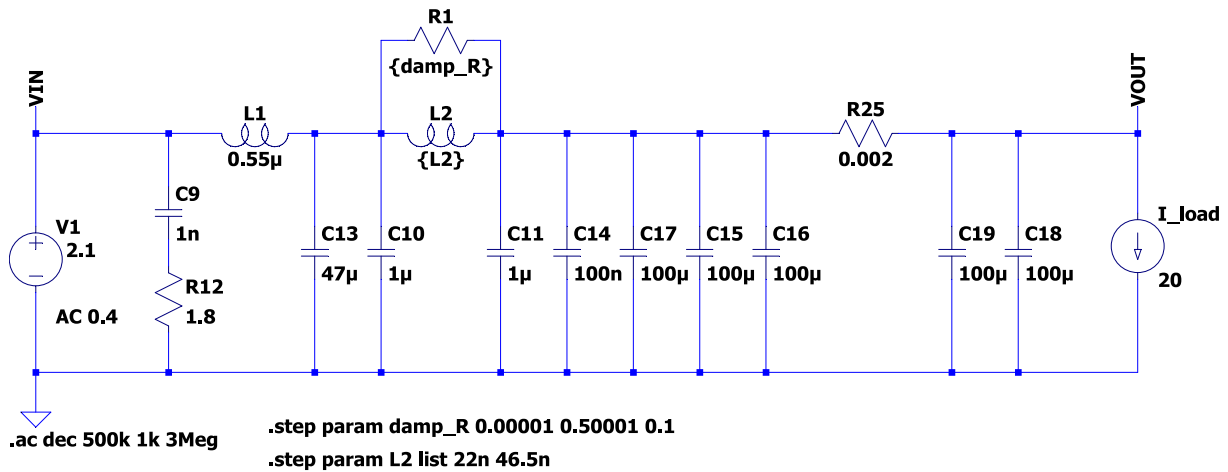 R1
{damp_R}
VIN
VOUT
L1
0.55µ
L2
{L2}
R25
0.002
C9
1n
V1
2.1
AC 0.4
R12
1.8
C13
47µ
C10
1µ
C11
1µ
C14
100n
C17
100µ
C15
100µ
C16
100µ
C19
100µ
C18
100µ
I_load
20
.ac dec 500k 1k 3Meg
.step param damp_R 0.00001 0.50001 0.1
.step param L2 list 22n 46.5n